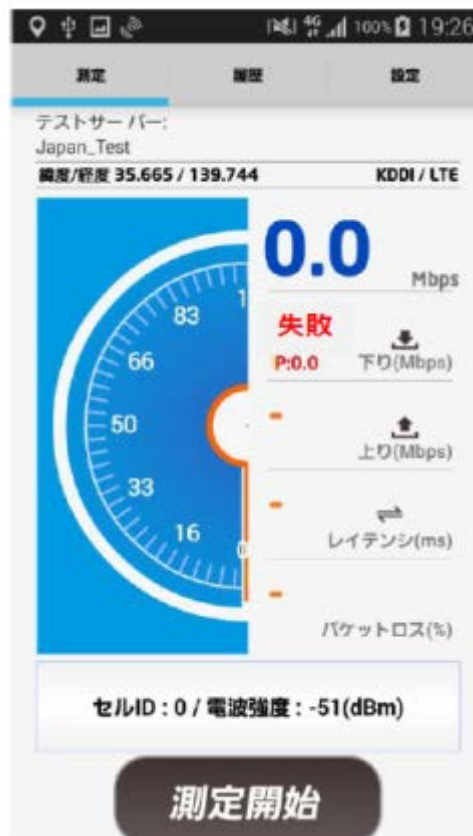 4G 100% 19:26
測定 履歴 設定
テストサーバー:
Japan_Test
緯度/経度 35.665 / 139.744 KDDI / LTE
0.0
Mbps
失敗
P:0.0 下り(Mbps)
-
上り(Mbps)
-
レイテンシ(ms)
-
パケットロス(%)
83
66
50
33
16
0
セルID : 0 / 電波強度 : -51(dBm)
測定開始